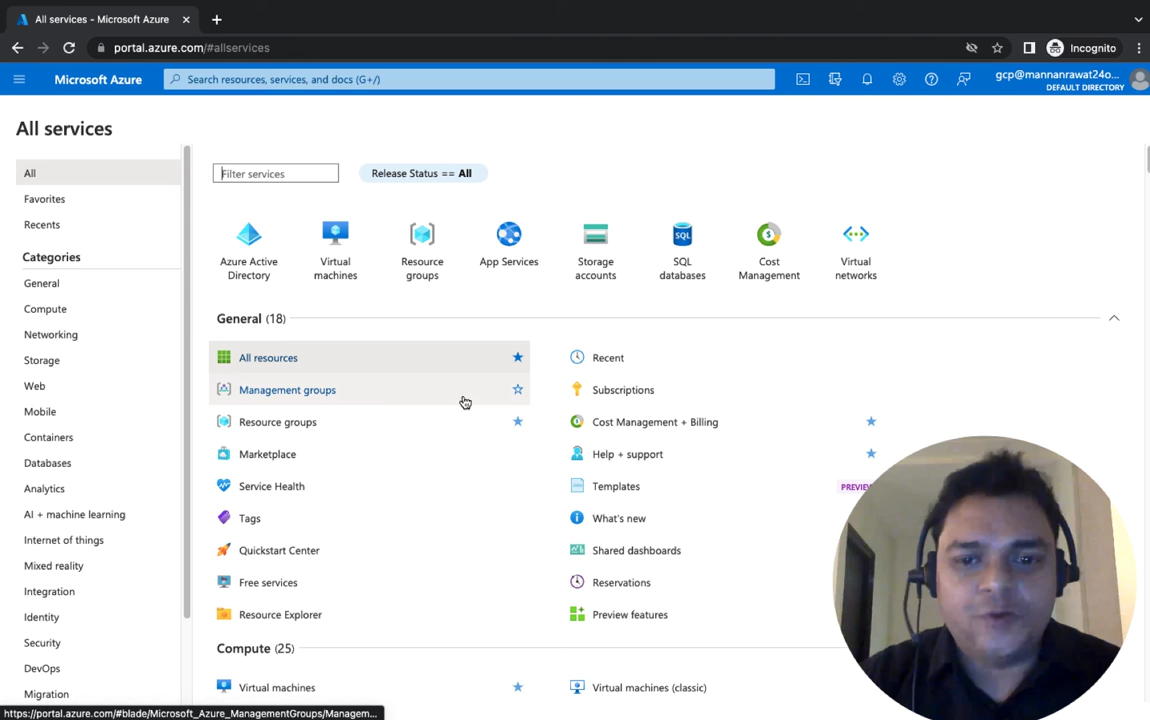 All services - Microsoft Azure
portal.azure.com/#allservices
Incognito
Microsoft Azure
Search resources, services, and docs (G+/)
gcp@mannanrawat24o...
DEFAULT DIRECTORY
All services
All
Favorites
Recents
Categories
General
Compute
Networking
Storage
Web
Mobile
Containers
Databases
Analytics
AI + machine learning
Internet of things
Mixed reality
Integration
Identity
Security
DevOps
Migration
Filter services
Release Status == All
Azure Active
Directory
Virtual
machines
Resource
groups
App Services
Storage
accounts
SQL
SQL
databases
Cost
Management
Virtual
networks
General (18)
All resources
Recent
Management groups
Subscriptions
Resource groups
Cost Management + Billing
Marketplace
Help + support
Service Health
Templates
Tags
What's new
Quickstart Center
Shared dashboards
Free services
Reservations
Resource Explorer
Preview features
Compute (25)
Virtual machines
Virtual machines (classic)
https://portal.azure.com/#blade/Microsoft_Azure_ManagementGroups/Managem...